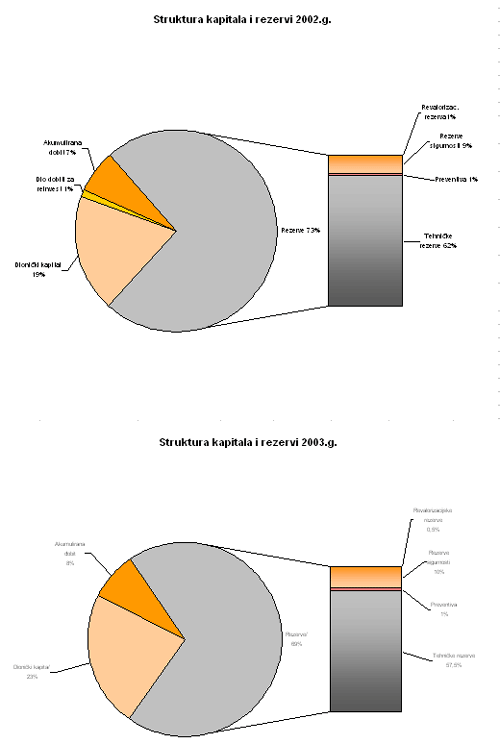 Struktura kapitala i rezervi 2002.g.
Revalorizac.
rezerva 1%
Akumulirana
dobit 7%
Rezerve
sigurnosti 9%
Dio dobiti za
reinvest 1%
Preventiva 1%
Rezerve 73%
Tehničke
rezerve 62%
Dionički kapital
19%
Struktura kapitala i rezervi 2003.g.
Revalorizacijske
rezerve
0,5%
Akumulirana
dobit
8%
Rezerve
sigurnosti
10%
Preventiva
1%
Rezerve
69%
Tehničke rezerve
57,5%
Dionički kapital
23%